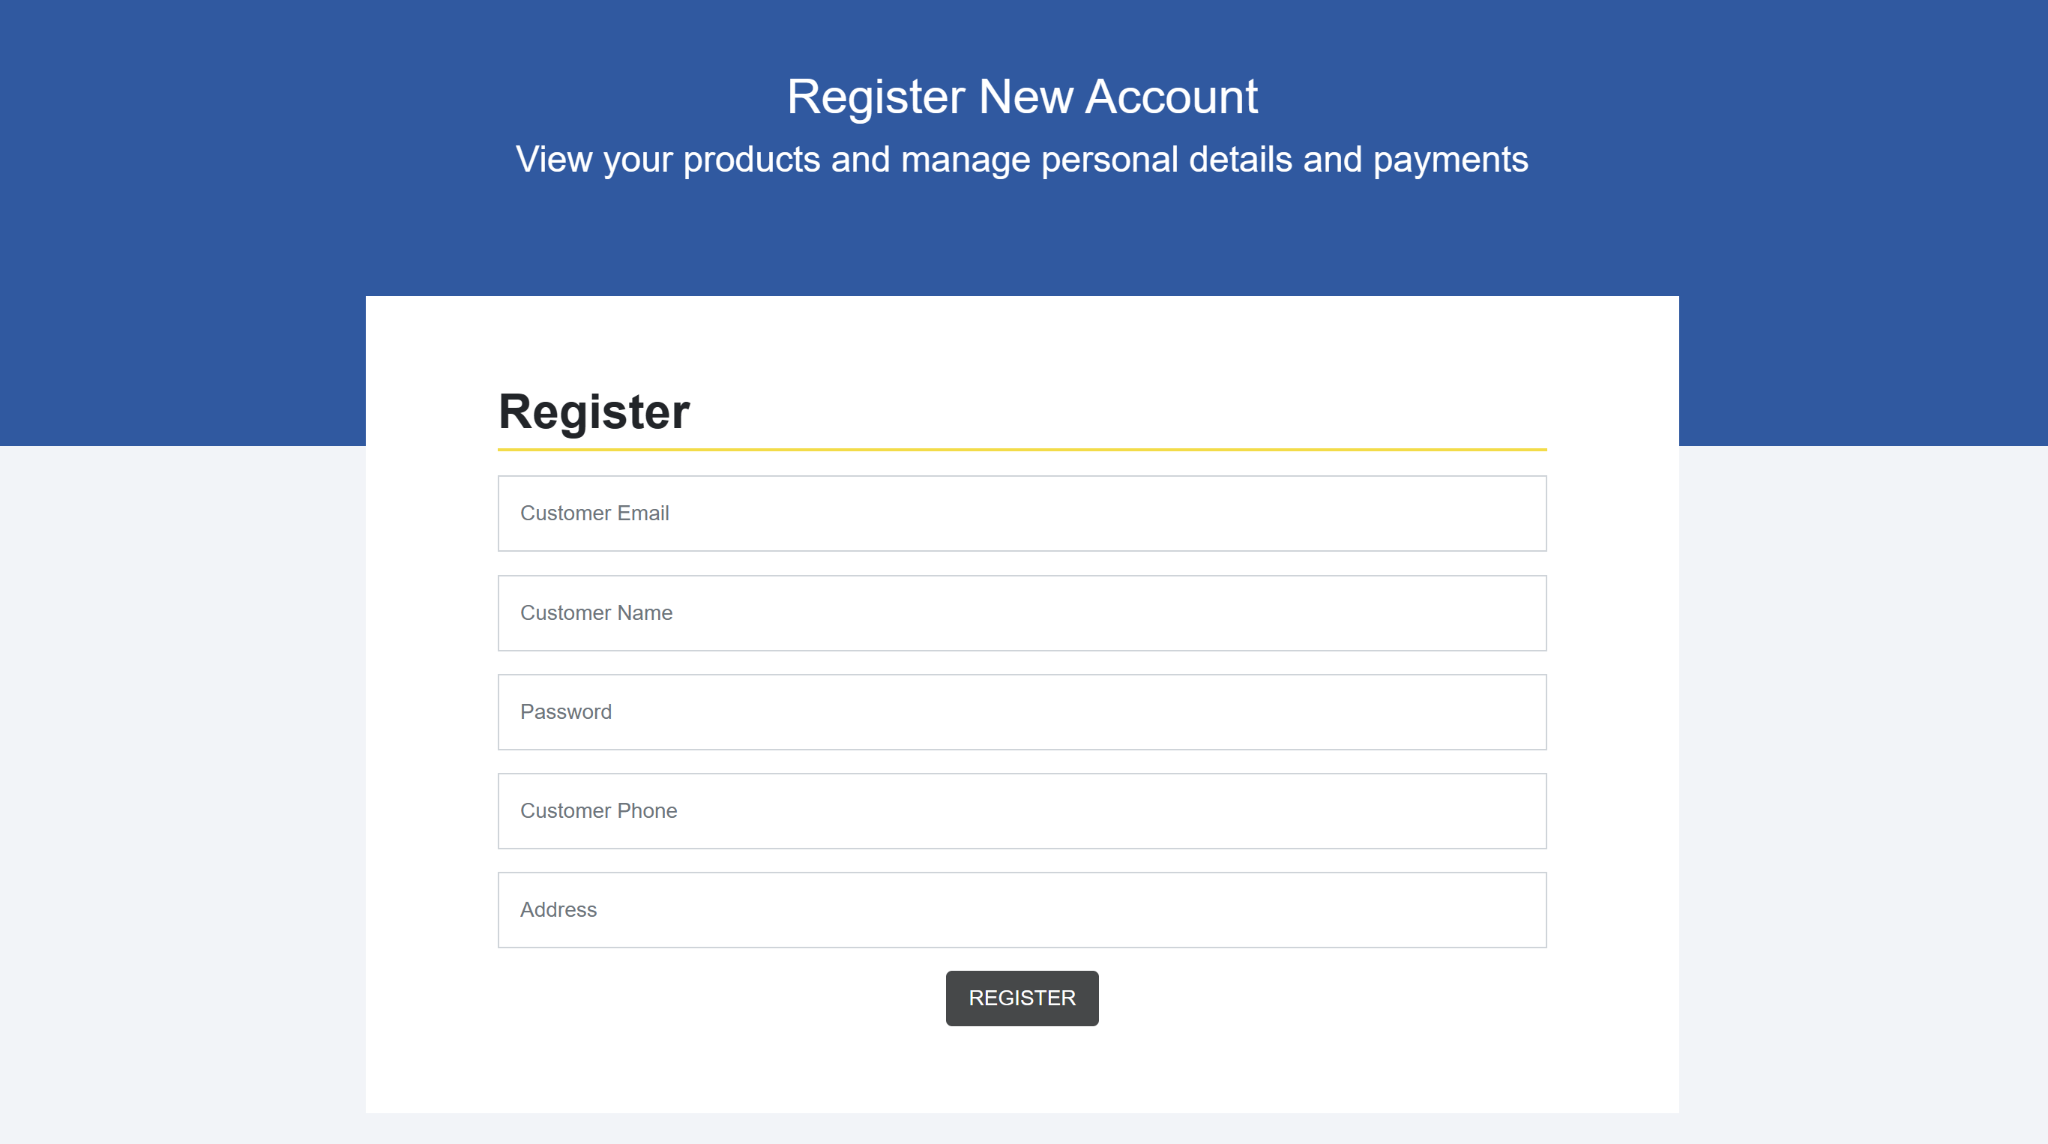 Register New Account
View your products and manage personal details and payments
Register
Customer Email
Customer Name
Password
Customer Phone
Address
REGISTER